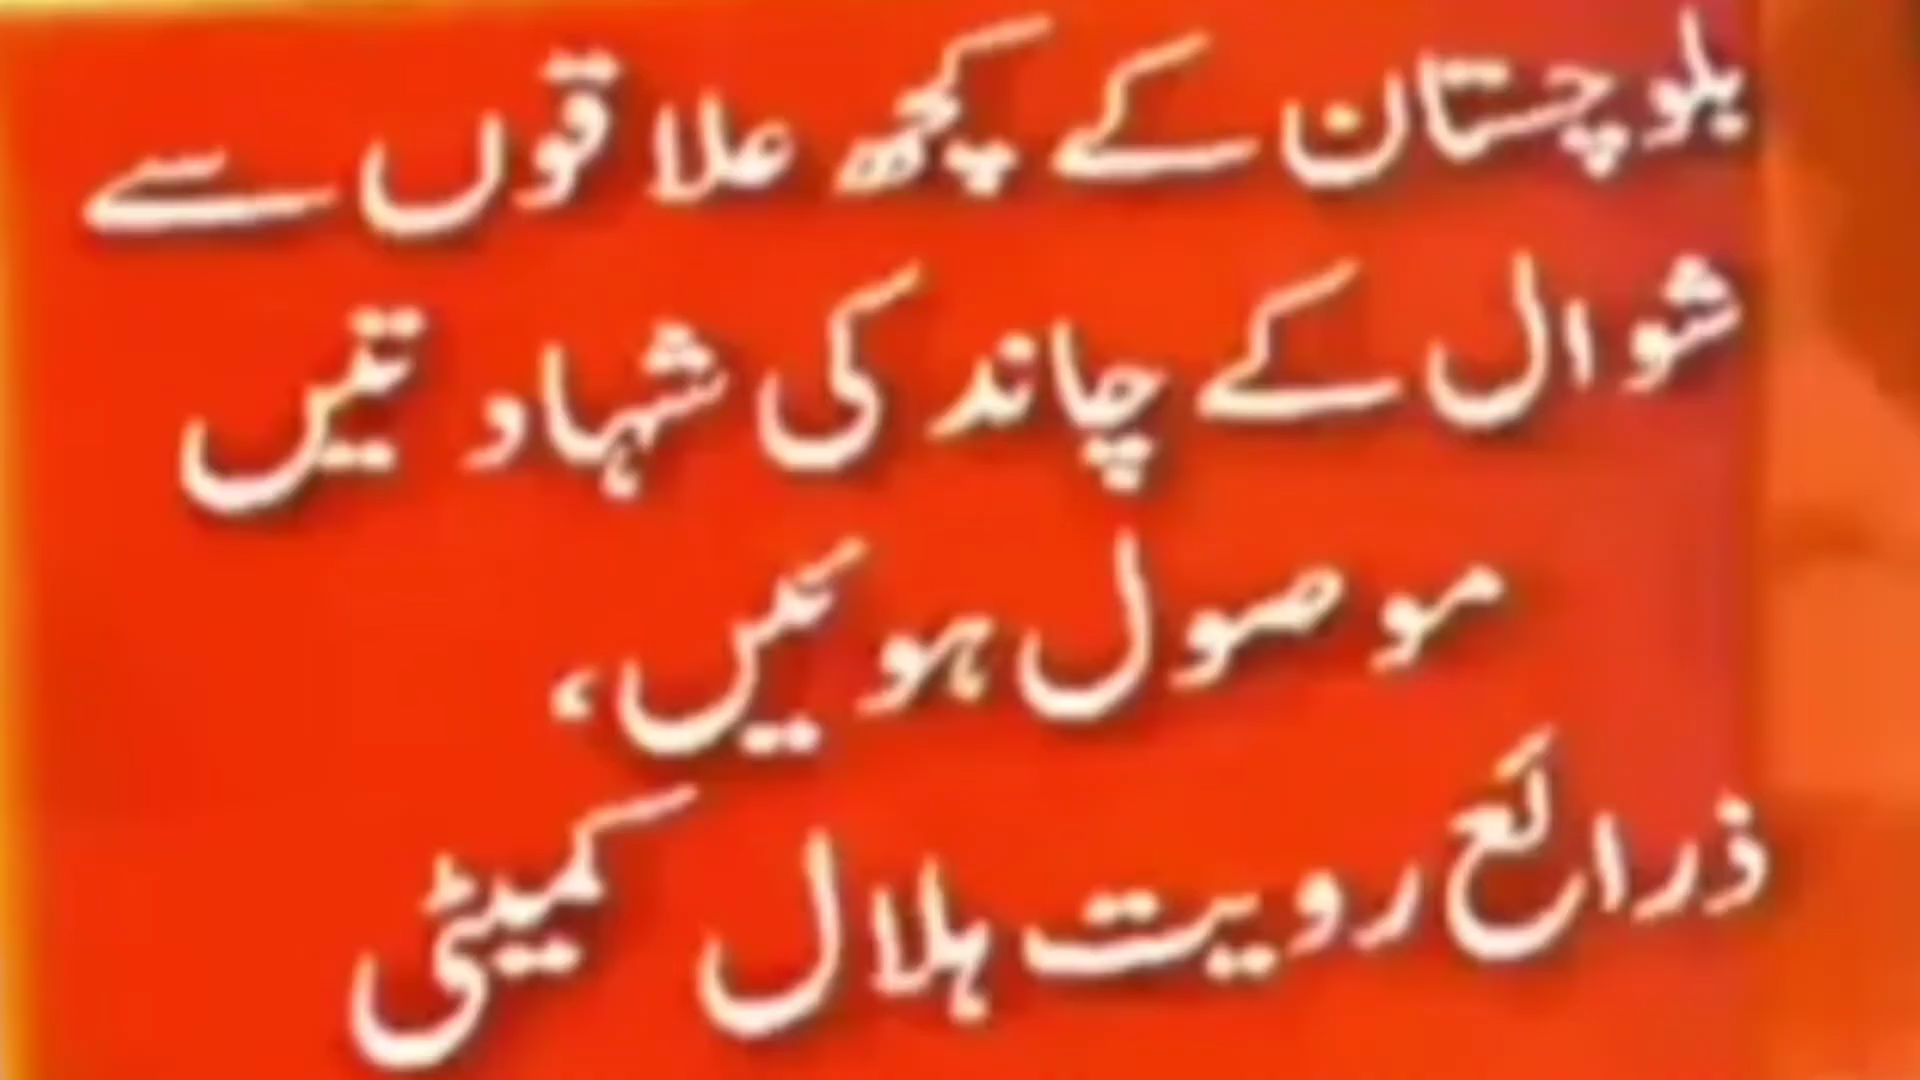 بلوچستان کے کچھ علاقوں سے
شوال کے چاند کی شہادتیں
موصول ہوئیں،
ذرائع رویت ہلال کمیٹی